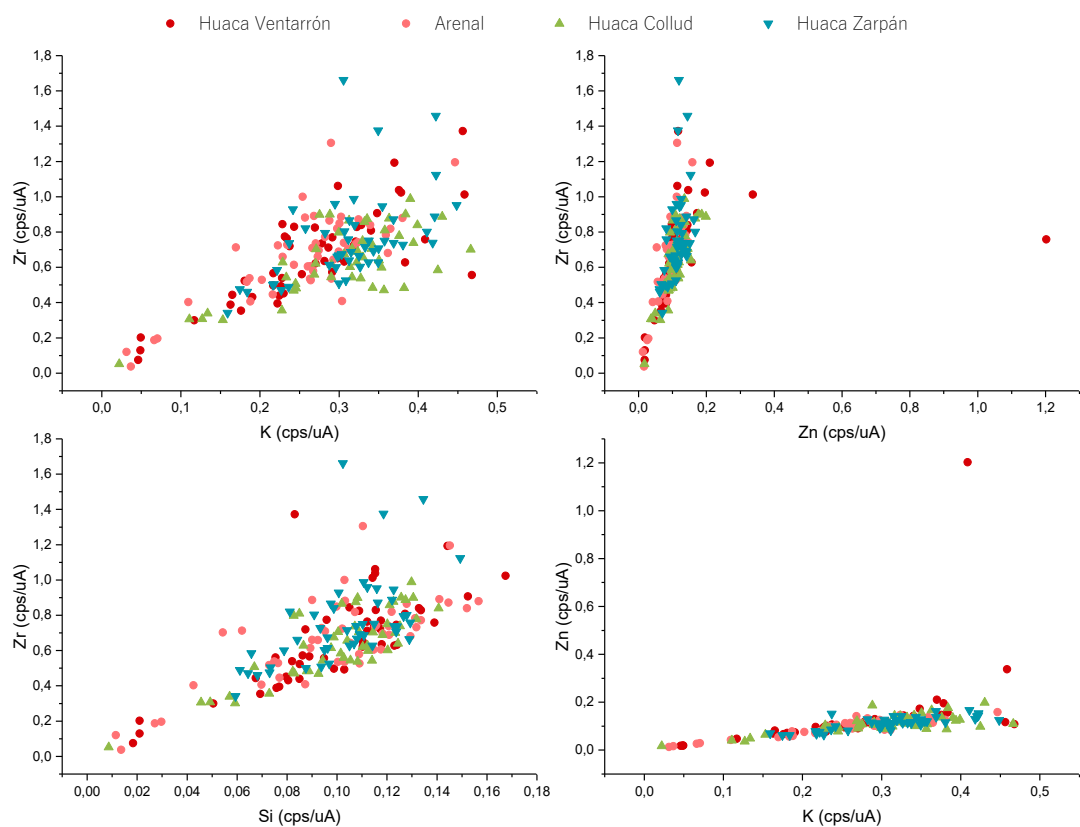 Huaca Ventarrón Arenal Huaca Collud Huaca Zarpán
1,8
1,6
1,4
1,2
1,0
0,8
0,6
0,4
0,2
0,0
Zr (cps/uA)
0,0 0,1 0,2 0,3 0,4 0,5
K (cps/uA)
1,8
1,6
1,4
1,2
1,0
0,8
0,6
0,4
0,2
0,0
Zr (cps/uA)
0,0 0,2 0,4 0,6 0,8 1,0 1,2
Zn (cps/uA)
1,8
1,6
1,4
1,2
1,0
0,8
0,6
0,4
0,2
0,0
Zr (cps/uA)
0,00 0,02 0,04 0,06 0,08 0,10 0,12 0,14 0,16 0,18
Si (cps/uA)
1,2
1,0
0,8
0,6
0,4
0,2
0,0
Zn (cps/uA)
0,0 0,1 0,2 0,3 0,4 0,5
K (cps/uA)